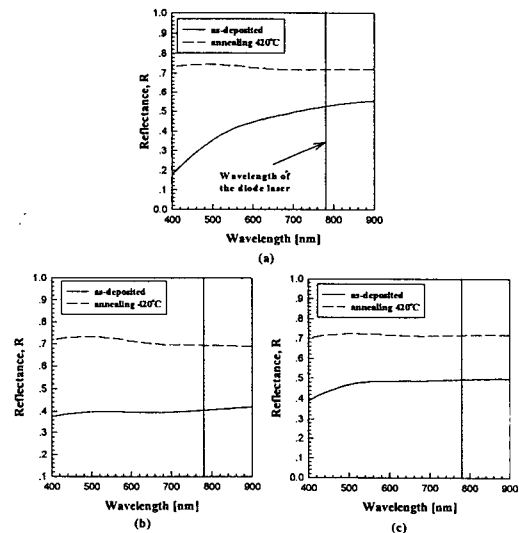 1.0
as-deposited
annealing 420°C
.9
.8
.7
.6
.5
.4
.3
.2
.1
0.0
Reflectance, R
Wavelength of
the diode laser
400 500 600 700 800 900
Wavelength [nm]
(a)
1.0
as-deposited
annealing 420°C
.9
.8
.7
.6
.5
.4
.3
.2
.1
Reflectance, R
400 500 600 700 800 900
Wavelength [nm]
(b)
1.0
as-deposited
annealing 420°C
.9
.8
.7
.6
.5
.4
.3
.2
.1
0.0
Reflectance, R
400 500 600 700 800 900
Wavelength [nm]
(c)